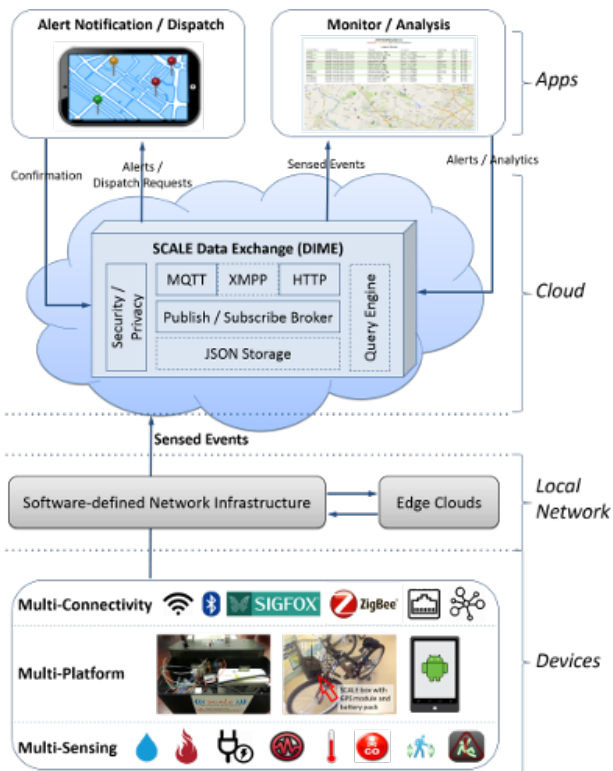 Alert Notification / Dispatch
Monitor / Analysis
Apps
Confirmation
Alerts /
Dispatch Requests
Sensed Events
Alerts / Analytics
SCALE Data Exchange (DIME)
Security /
Privacy
MQTT
XMPP
HTTP
Publish / Subscribe Broker
JSON Storage
Query Engine
Cloud
Sensed Events
Software-defined Network Infrastructure
Edge Clouds
Local
Network
Multi-Connectivity
SIGFOX
ZigBee
Multi-Platform
SCALE box with
GPS module and
battery pack
Devices
Multi-Sensing
CO